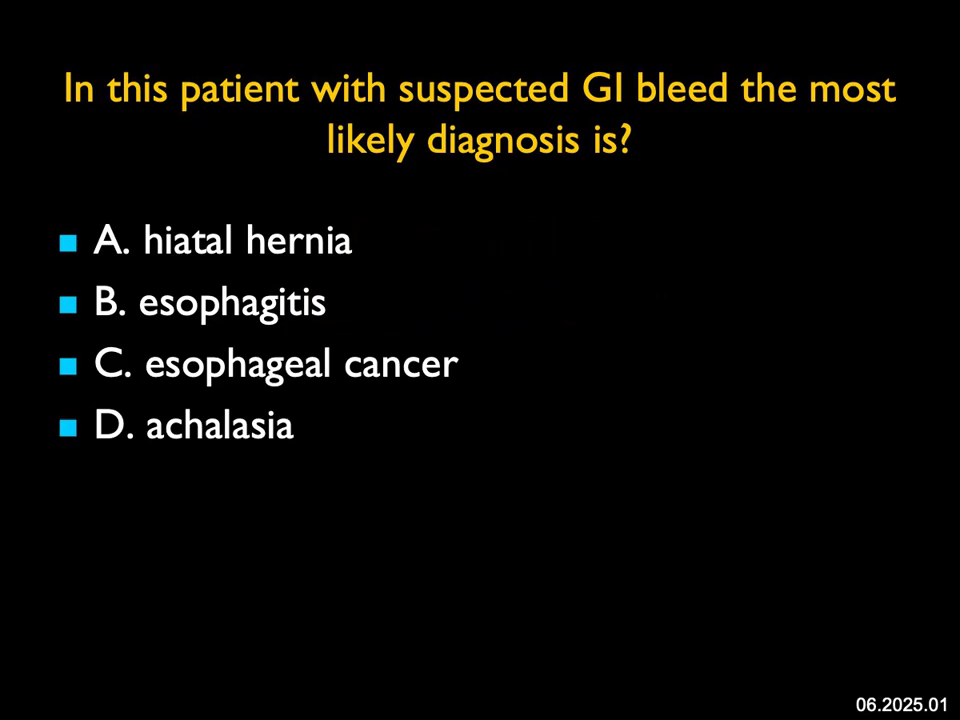 In this patient with suspected GI bleed the most
likely diagnosis is?
A. hiatal hernia
B. esophagitis
C. esophageal cancer
D. achalasia
06.2025.01